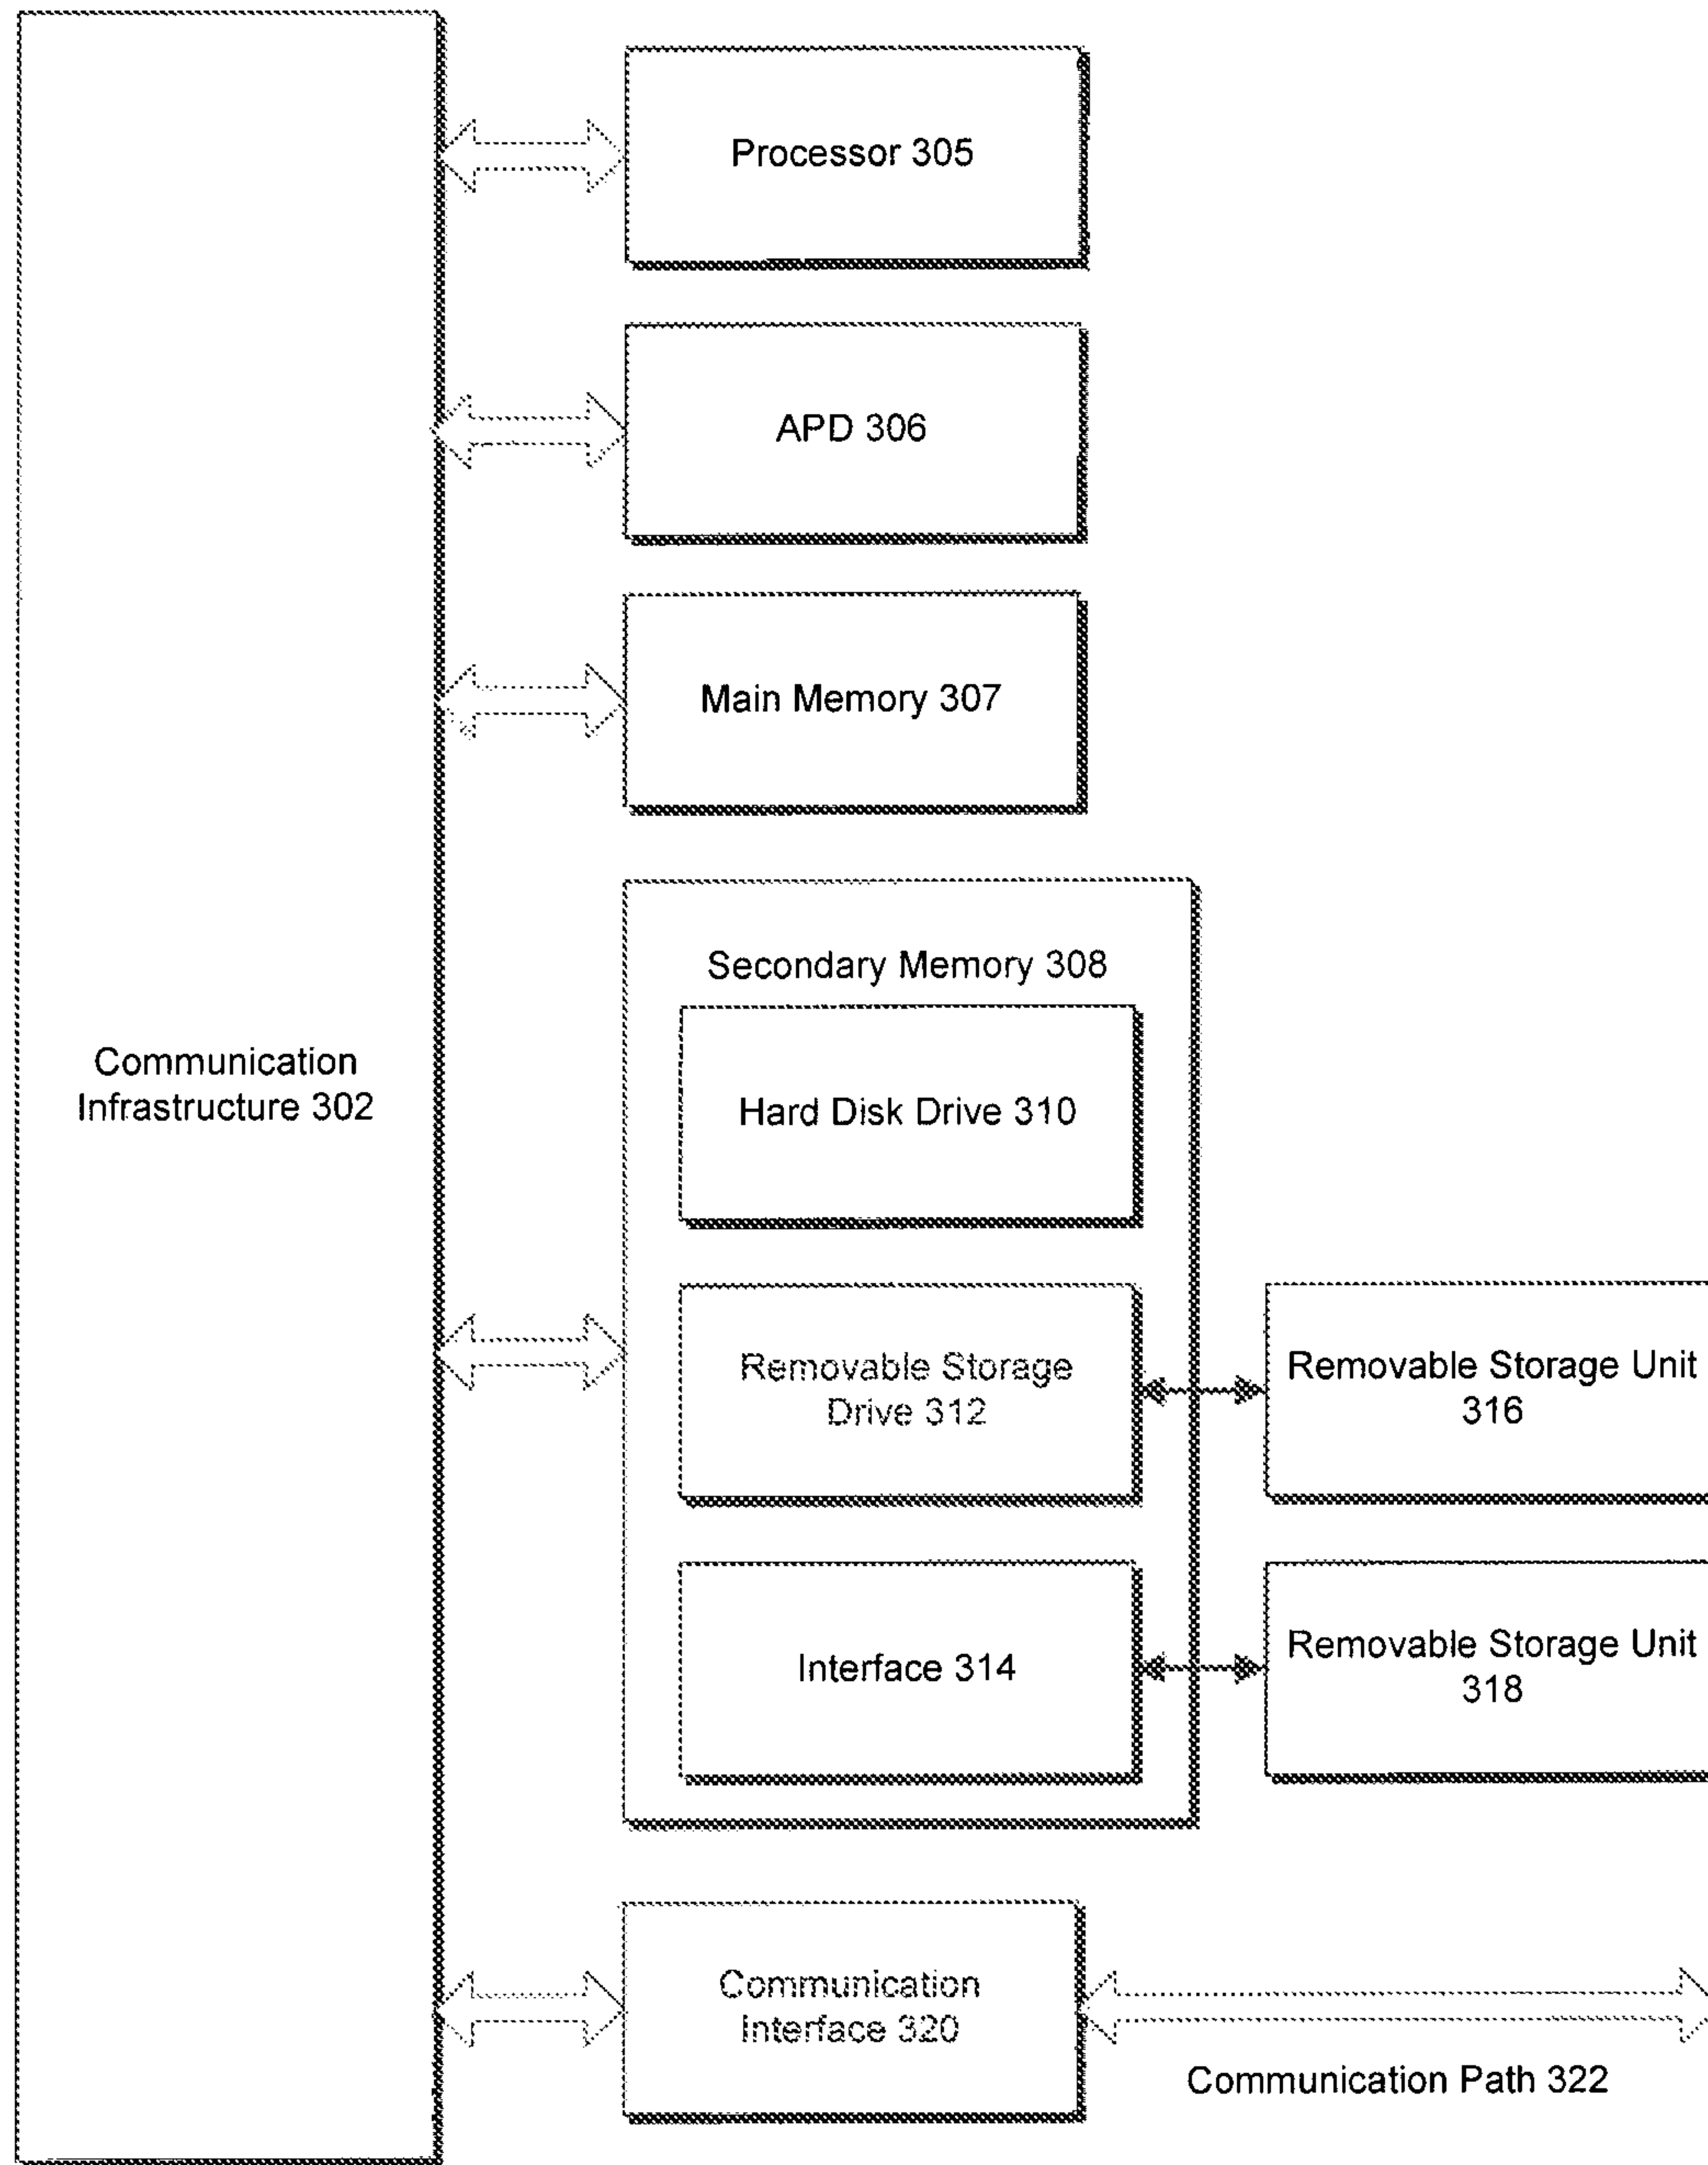 Processor 305
APD 306
Main Memory 307
Secondary Memory 308
Communication
Infrastructure 302
Hard Disk Drive 310
Removable Storage
Drive 312
Removable Storage Unit
316
Interface 314
Removable Storage Unit
318
Communication
Interface 320
Communication Path 322